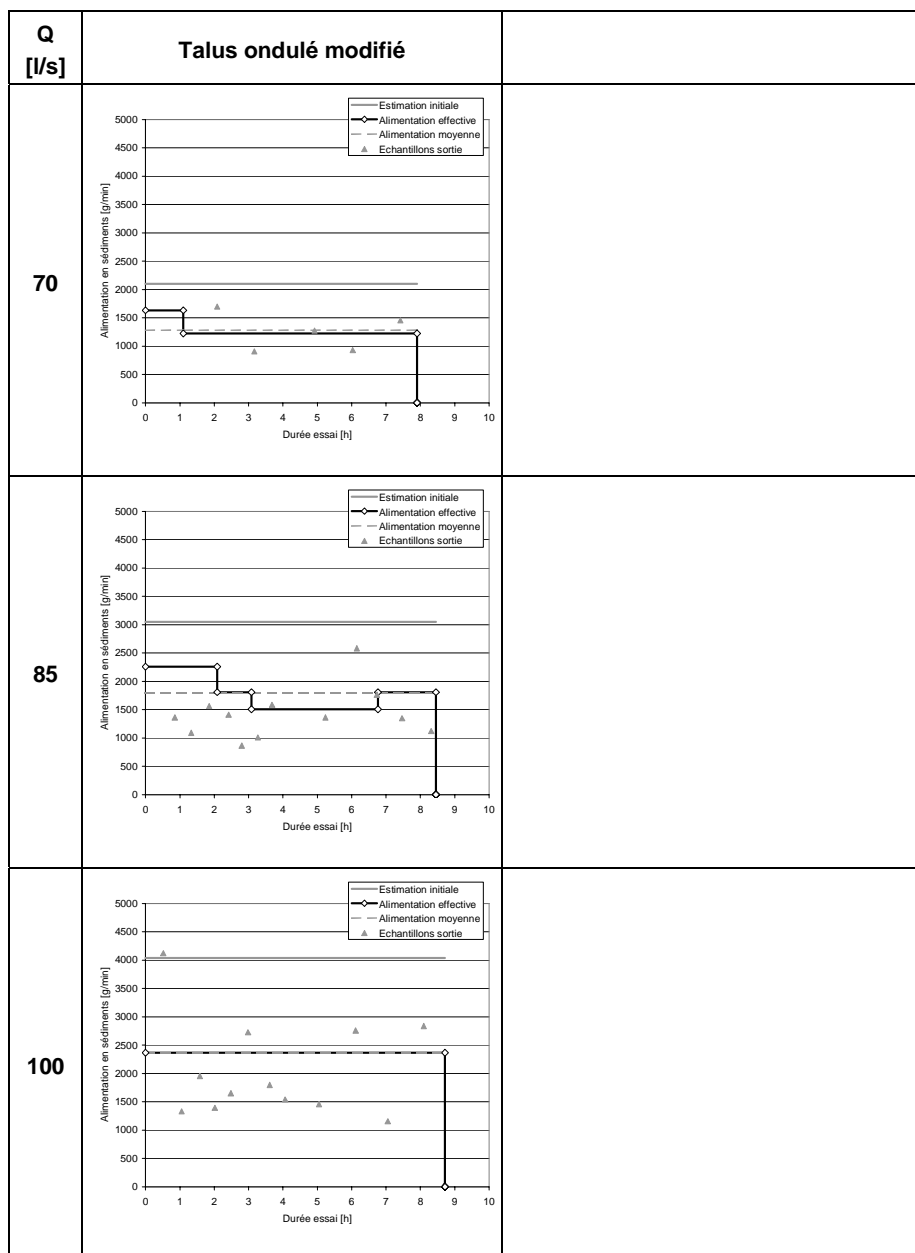 Q
[l/s]
Talus ondulé modifié
70
Estimation initiale
Alimentation effective
Alimentation moyenne
Echantillons sortie
Alimentation en sédiments [g/min]
5000
4500
4000
3500
3000
2500
2000
1500
1000
500
0
0 1 2 3 4 5 6 7 8 9 10
Durée essai [h]
85
Estimation initiale
Alimentation effective
Alimentation moyenne
Echantillons sortie
Alimentation en sédiments [g/min]
5000
4500
4000
3500
3000
2500
2000
1500
1000
500
0
0 1 2 3 4 5 6 7 8 9 10
Durée essai [h]
100
Estimation initiale
Alimentation effective
Alimentation moyenne
Echantillons sortie
Alimentation en sédiments [g/min]
5000
4500
4000
3500
3000
2500
2000
1500
1000
500
0
0 1 2 3 4 5 6 7 8 9 10
Durée essai [h]